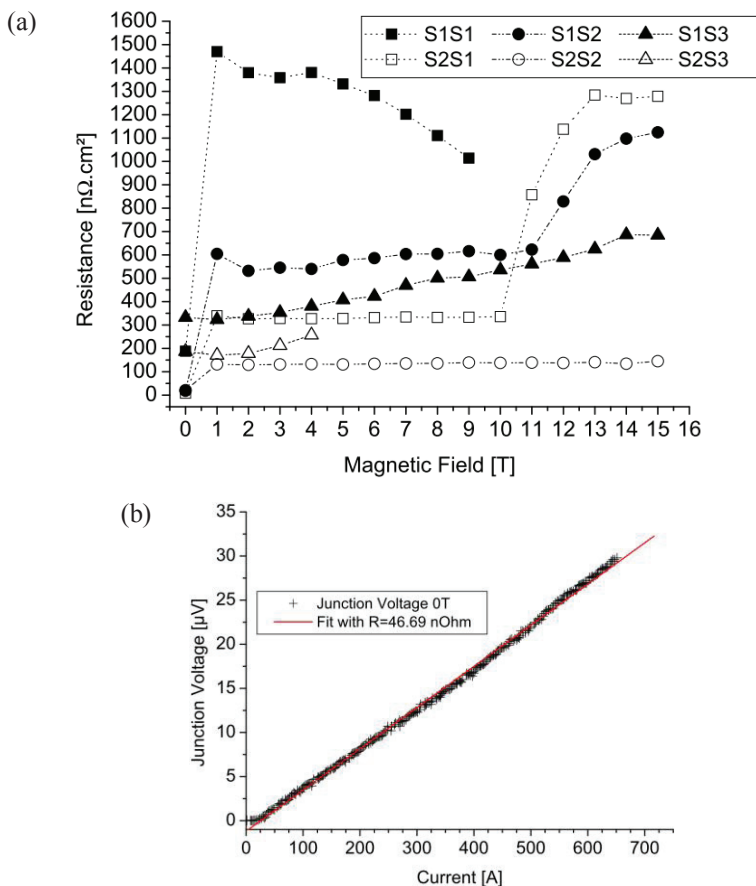 (a)
S1S1 S1S2 S1S3
S2S1 S2S2 S2S3
Resistance [nΩ.cm²]
1600
1500
1400
1300
1200
1100
1000
900
800
700
600
500
400
300
200
100
0
0 1 2 3 4 5 6 7 8 9 10 11 12 13 14 15 16
Magnetic Field [T]
(b)
Junction Voltage [µV]
35
30
25
20
15
10
5
0
Junction Voltage 0T
Fit with R=46.69 nOhm
0 100 200 300 400 500 600 700
Current [A]